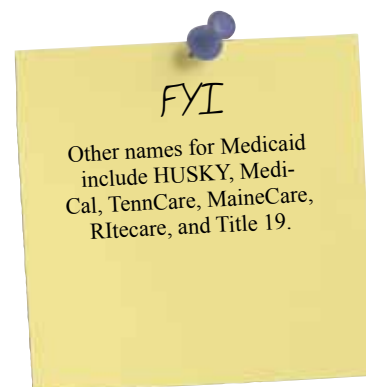 FYI
Other names for Medicaid
include HUSKY, Medi-
Cal, TennCare, MaineCare,
RItecare, and Title 19.